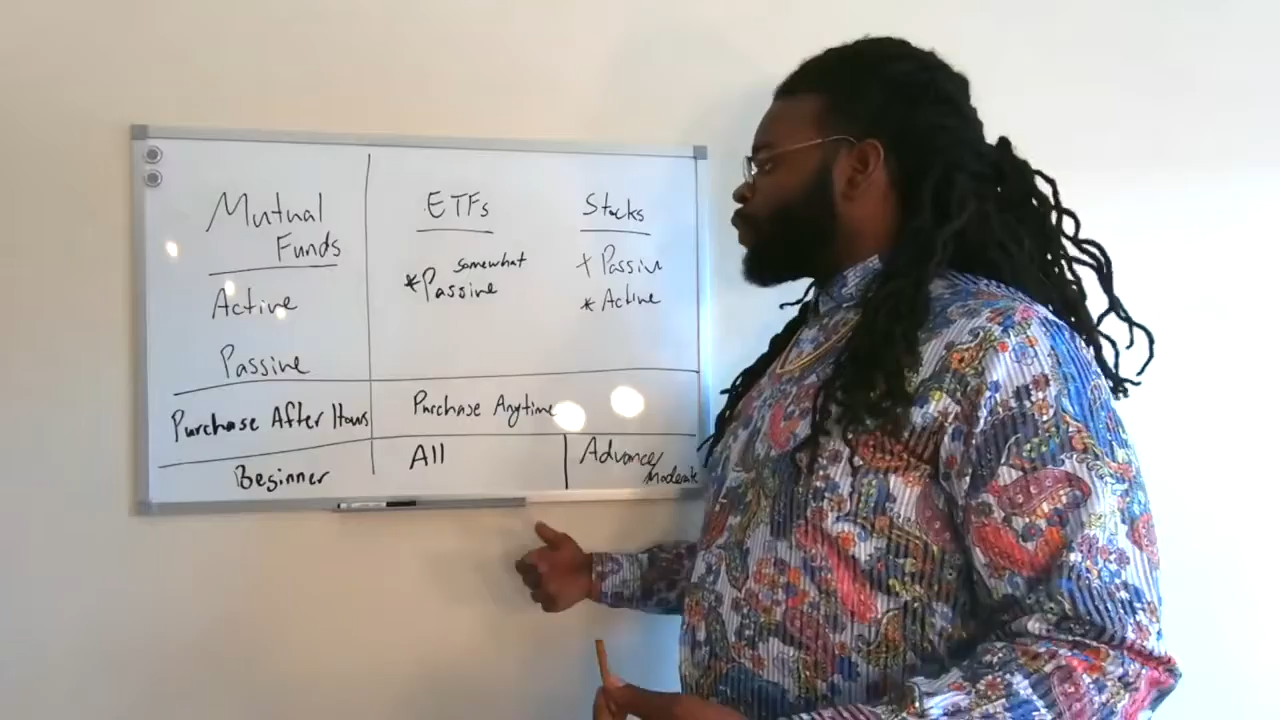 Mutual
Funds
Active
Passive
ETFs
somewhat
*Passive
Stocks
+ Passive
* Active
Purchase After Hours
Purchase Anytime
Beginner
All
Advance/
Moderate